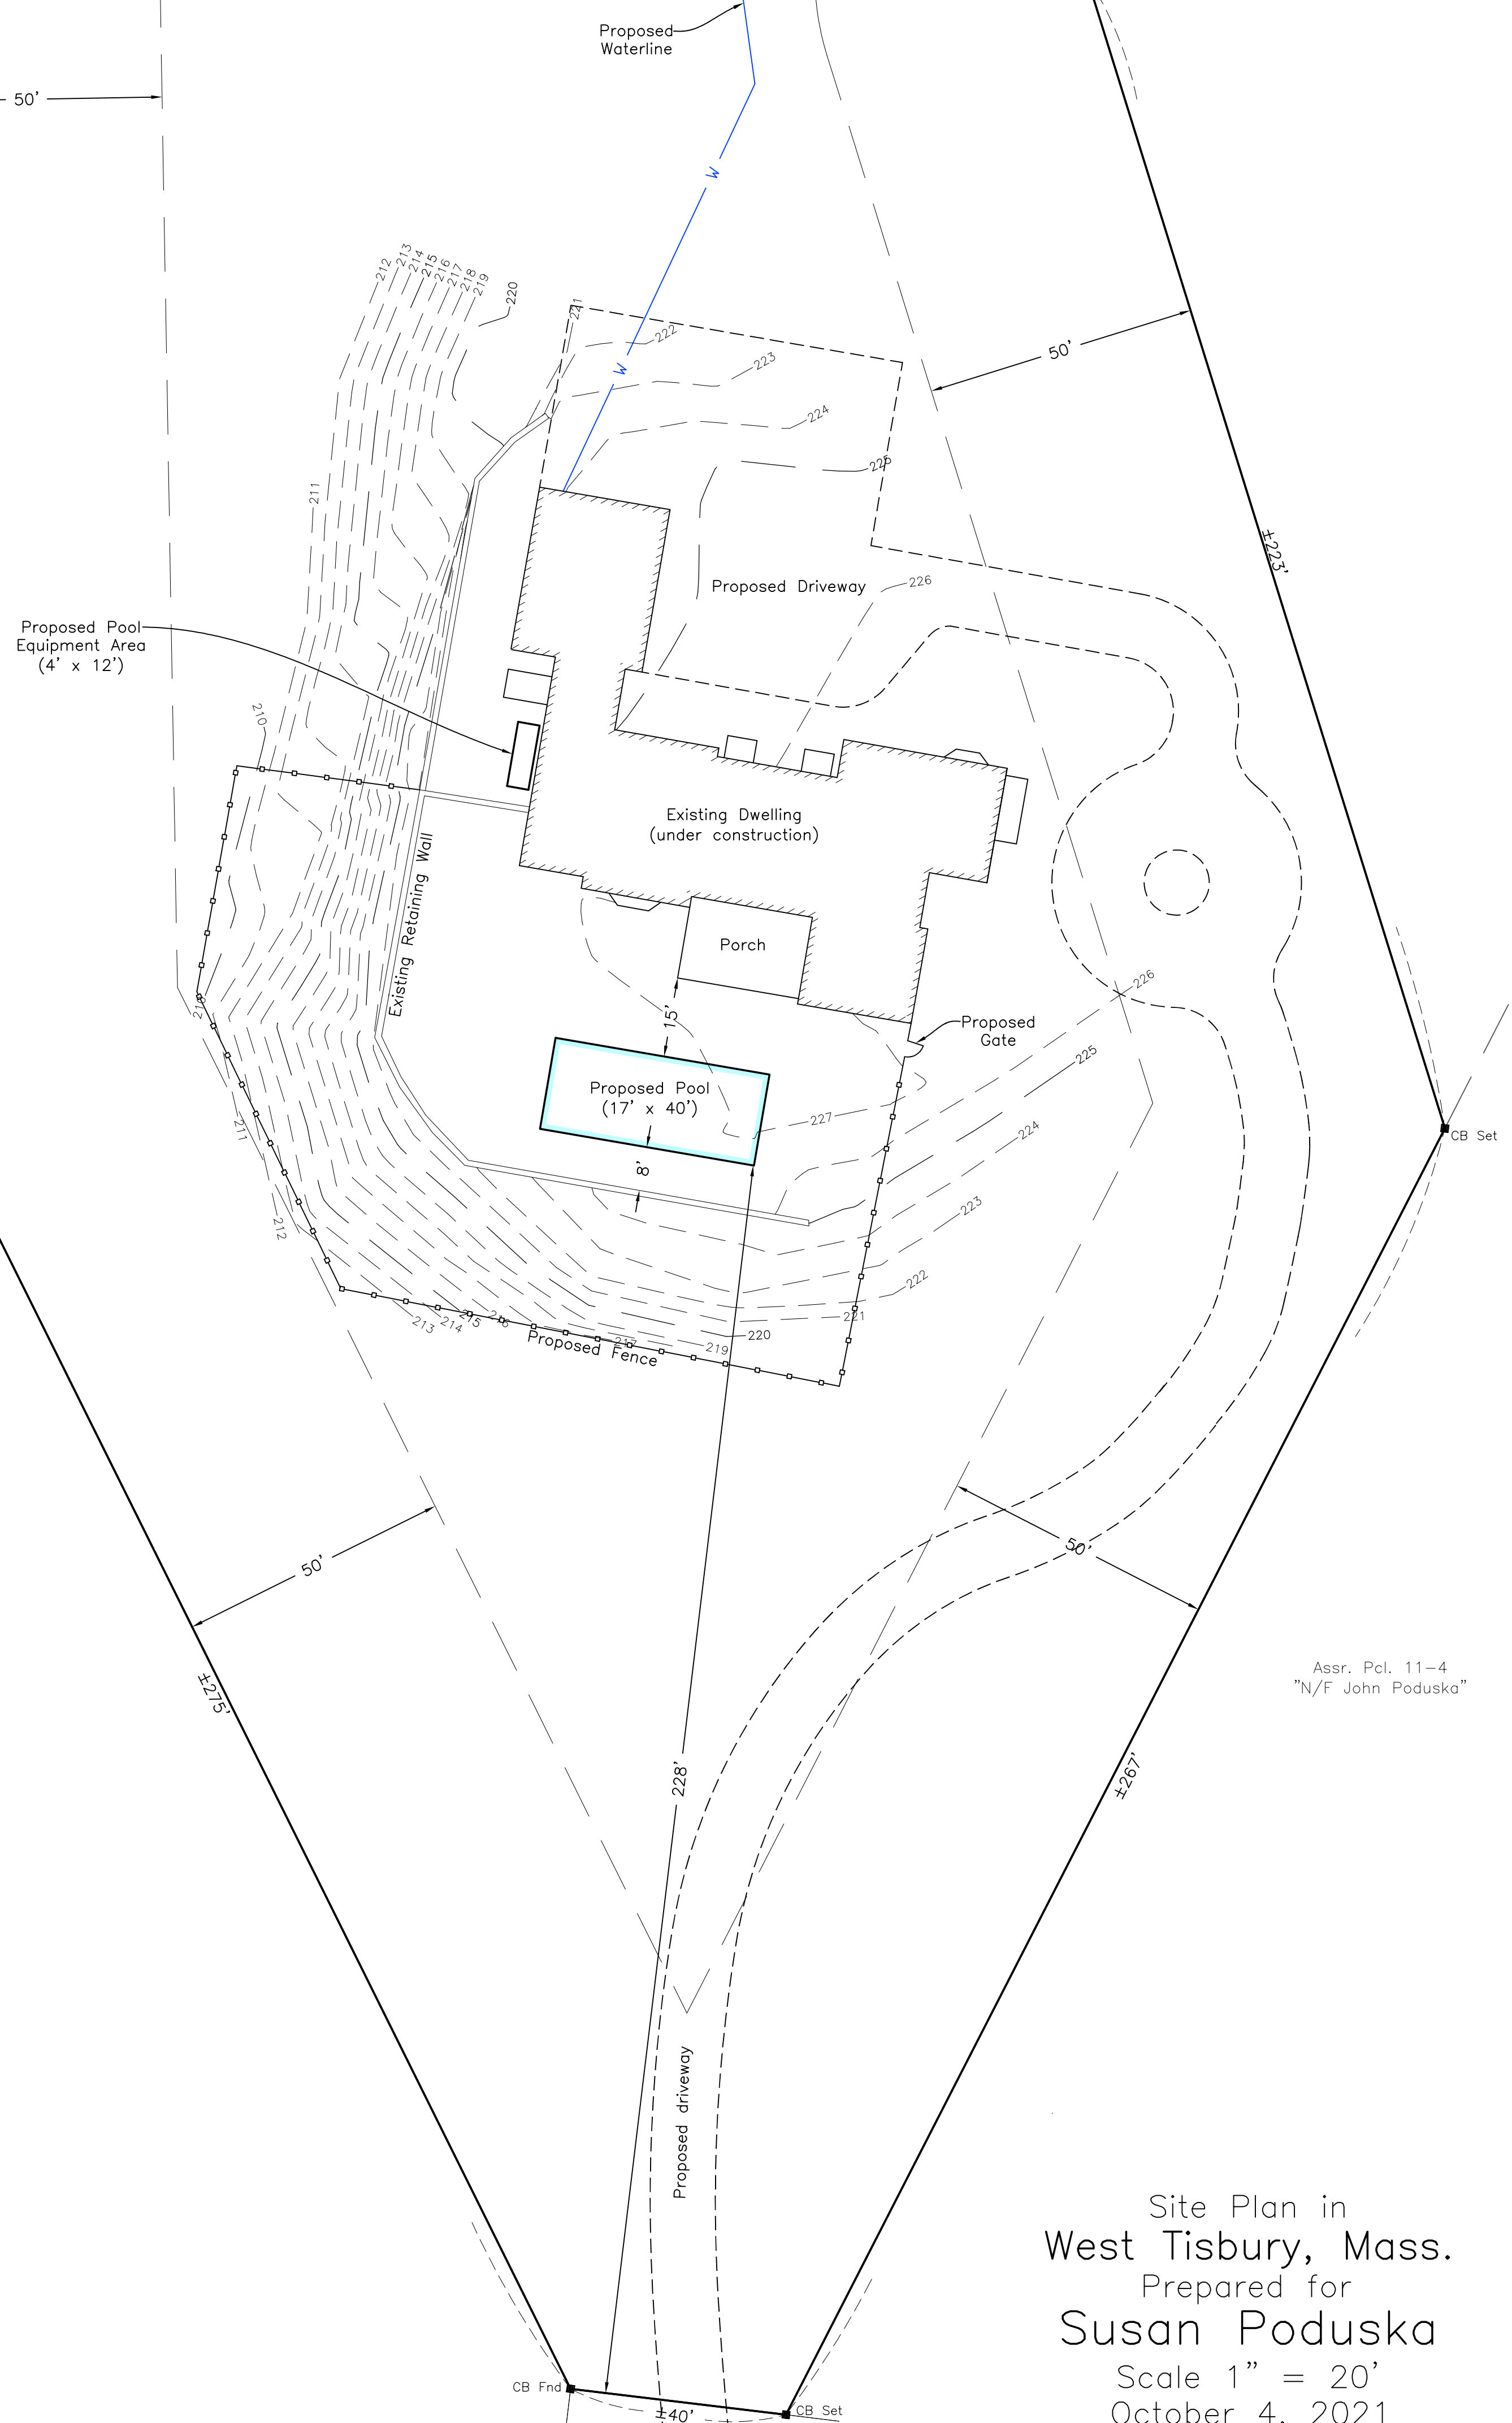 Proposed
Waterline
50'
W
212
213
214
215
216
217
218
219
220
221
222
223
224
225
226
W
50'
211
±223'
Proposed Driveway
Proposed Pool
Equipment Area
(4' x 12')
210
Existing Dwelling
(under construction)
Existing Retaining Wall
Porch
226
210
15'
Proposed
Gate
225
Proposed Pool
(17' x 40')
227
224
211
CB Set
8'
223
212
222
213
214
215
216
217
219
220
221
Proposed Fence
50'
50'
Assr. Pcl. 11-4
"N/F John Poduska"
±275'
228'
±267'
Proposed driveway
Site Plan in
West Tisbury, Mass.
Prepared for
Susan Poduska
Scale 1" = 20'
October 4, 2021
CB Fnd
±40'
CB Set